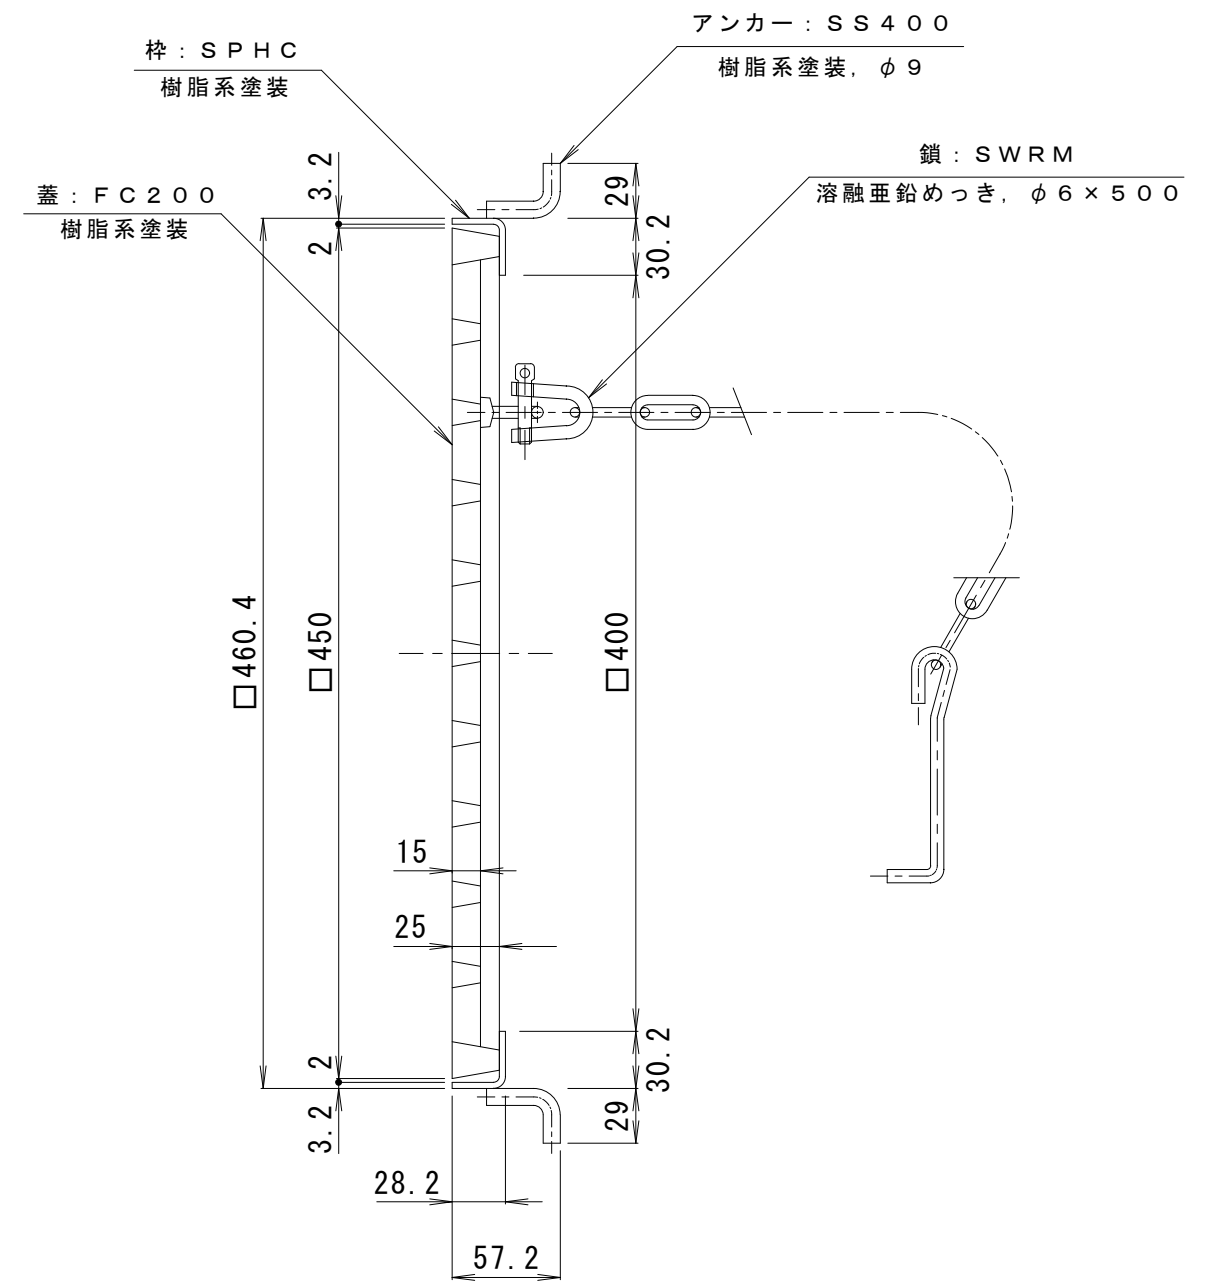 アンカー：ＳＳ４００
樹脂系塗装，φ９
枠：ＳＰＨＣ
樹脂系塗装
鎖：ＳＷＲＭ
溶融亜鉛めっき，φ６×５００
蓋：ＦＣ２００
樹脂系塗装
3.2
2
29
30.2
□460.4
□450
□400
15
25
2
3.2
30.2
29
28.2
57.2